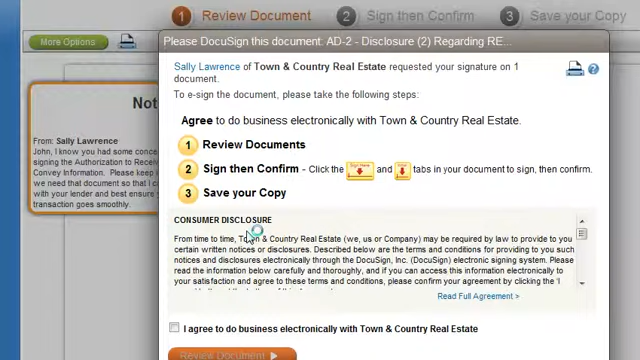 1 Review Document 2 Sign then Confirm 3 Save your Copy
More Options
Please DocuSign this document: AD-2 - Disclosure (2) Regarding RE...
Sally Lawrence of Town & Country Real Estate requested your signature on 1
document.
To e-sign the document, please take the following steps:
Agree to do business electronically with Town & Country Real Estate.
1 Review Documents
2 Sign then Confirm - Click the and tabs in your document to sign, then confirm.
3 Save your Copy
Not
From: Sally Lawrence
John, I know you had some conce
signing the Authorization to Receive
Convey Information. Please keep i
we need that document so that I c
with your lender and best ensure
transaction goes smoothly.
CONSUMER DISCLOSURE
From time to time, Town & Country Real Estate (we, us or Company) may be required by law to provide to you
certain written notices or disclosures. Described below are the terms and conditions for providing to you such
notices and disclosures electronically through the DocuSign, Inc. (DocuSign) electronic signing system. Please
read the information below carefully and thoroughly, and if you can access this information electronically to
your satisfaction and agree to these terms and conditions, please confirm your agreement by clicking the 'I
Read Full Agreement >
I agree to do business electronically with Town & Country Real Estate
Review Document